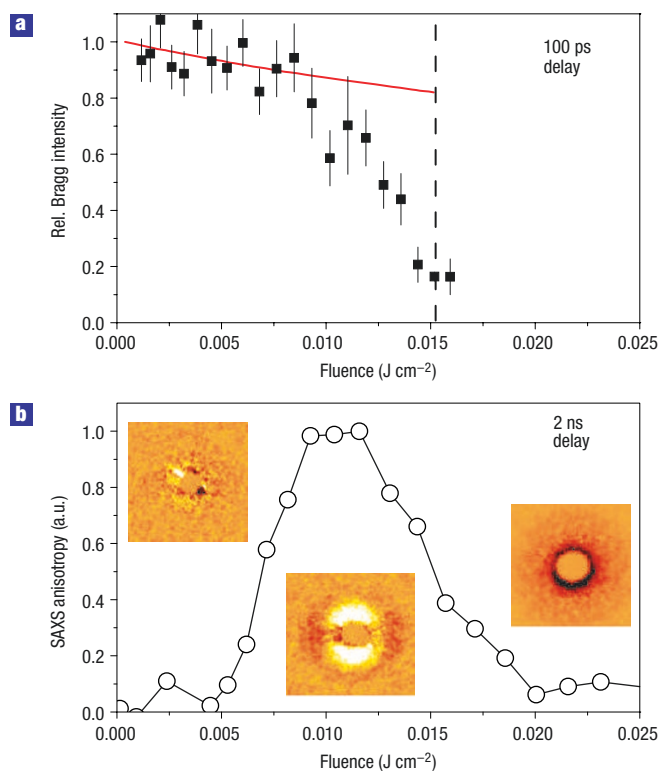 a
1.0
0.8
0.6
0.4
0.2
0.0
Rel. Bragg intensity
100 ps
delay
0.000 0.005 0.010 0.015 0.020 0.025
Fluence (J cm⁻²)
b
1.0
0.8
0.6
0.4
0.2
0.0
SAXS anisotropy (a.u.)
2 ns
delay
0.000 0.005 0.010 0.015 0.020 0.025
Fluence (J cm⁻²)